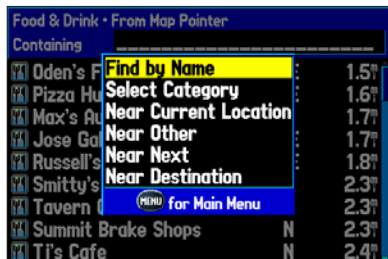 Food & Drink • From Map Pointer
Containing
Find by Name
Select Category
Near Current Location
Near Other
Near Next
Near Destination
MENU for Main Menu
Oden's 1.5
Pizza 1.6
Max's 1.7
Jose 1.7
Russell's 1.8
Smitty's 2.3
Tavern 2.3
Summit Brake Shops N 2.3
Ti's Cafe N 2.4